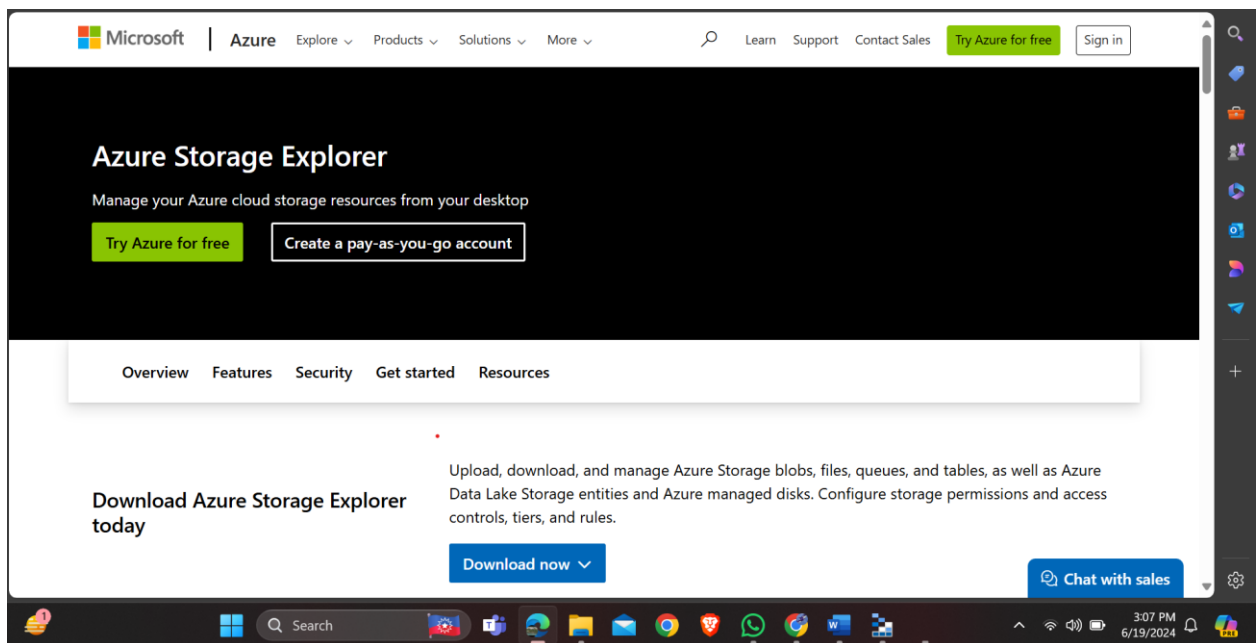 Microsoft | Azure Explore Products Solutions More Learn Support Contact Sales Try Azure for free Sign in
Azure Storage Explorer
Manage your Azure cloud storage resources from your desktop
Try Azure for free Create a pay-as-you-go account
Overview Features Security Get started Resources
Download Azure Storage Explorer
today
Upload, download, and manage Azure Storage blobs, files, queues, and tables, as well as Azure
Data Lake Storage entities and Azure managed disks. Configure storage permissions and access
controls, tiers, and rules.
Download now
Chat with sales
1
Search
3:07 PM
6/19/2024
PRE